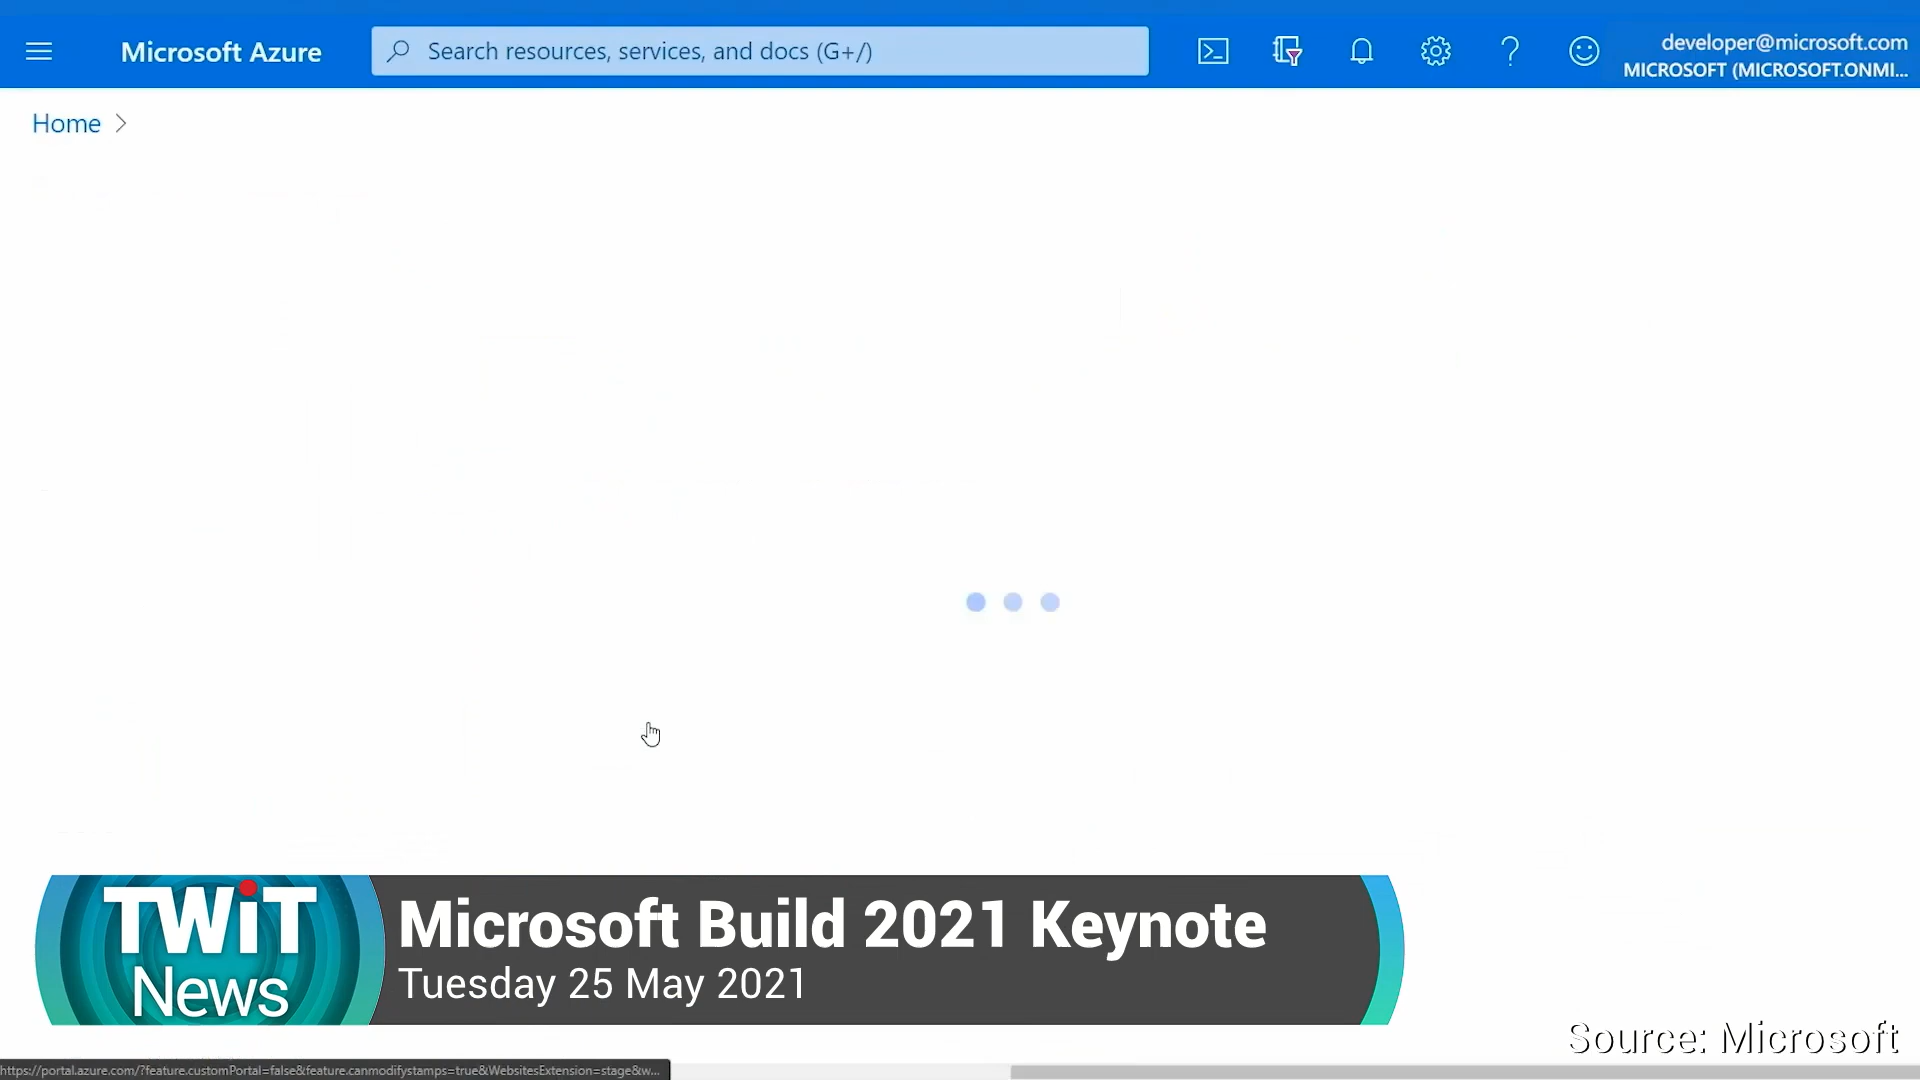 Microsoft Azure
Search resources, services, and docs (G+/)
developer@microsoft.com
MICROSOFT (MICROSOFT.ONMI...
Home
TWiT
News
Microsoft Build 2021 Keynote
Tuesday 25 May 2021
Source: Microsoft
https://portal.azure.com/?feature.customPortal=false&feature.canmodifystamps=true&WebsitesExtension=stage&w...